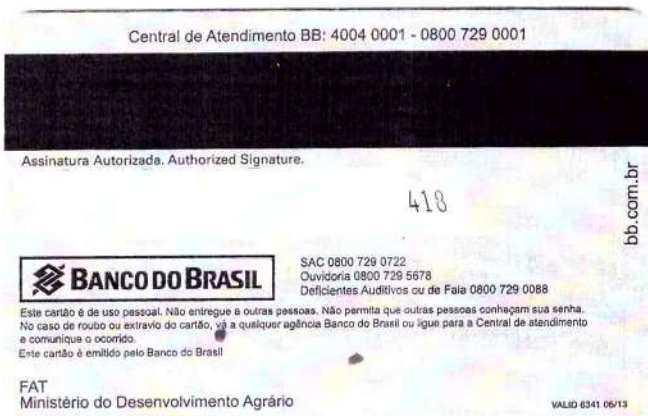 Central de Atendimento BB: 4004 0001 - 0800 729 0001
Assinatura Autorizada. Authorized Signature.
418
bb.com.br
BANCO DO BRASIL
SAC 0800 729 0722
Ouvidoria 0800 729 5678
Deficientes Auditivos ou de Fala 0800 729 0088
Este cartão é de uso pessoal. Não entregue a outras pessoas. Não permita que outras pessoas conheçam sua senha.
No caso de roubo ou extravio do cartão, vá a qualquer agência Banco do Brasil ou ligue para a Central de atendimento
e comunique o ocorrido.
Este cartão é emitido pelo Banco do Brasil
FAT
Ministério do Desenvolvimento Agrário
VALID 6341 06/13